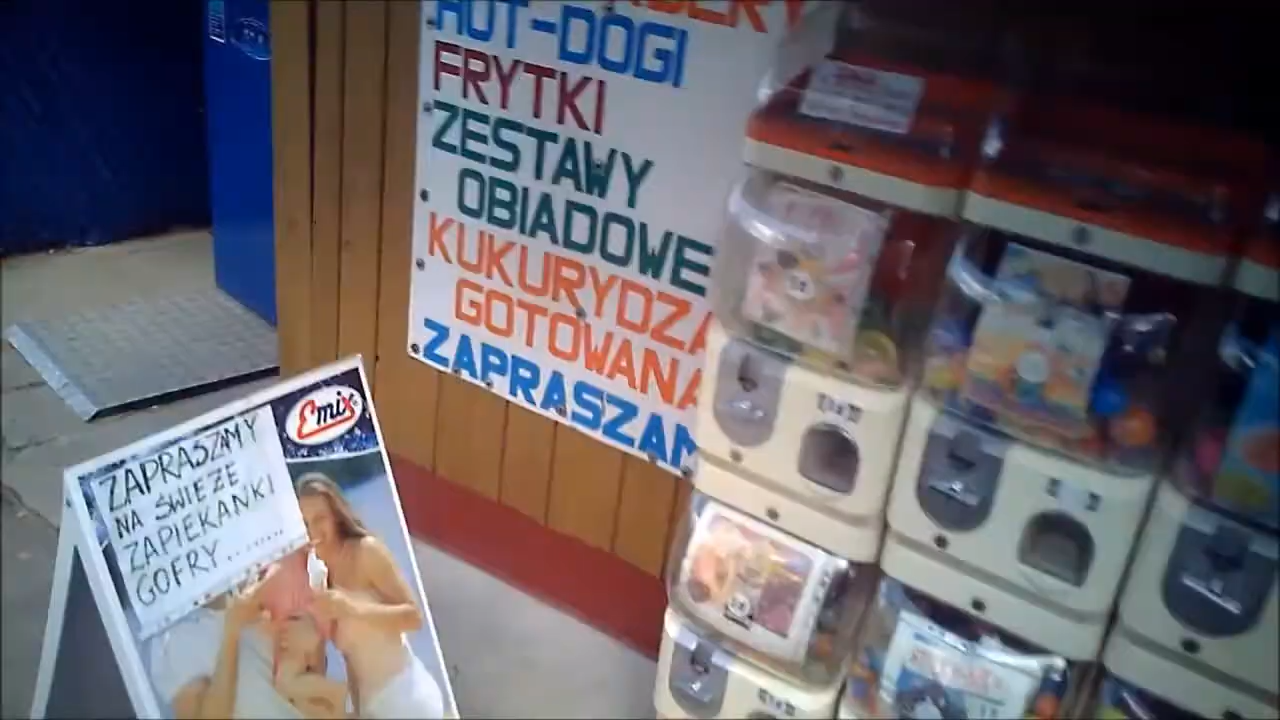 HOT-DOGI
FRYTKI
ZESTAWY
OBIADOWE
KUKURYDZA
GOTOWANA
ZAPRASZAM
Emix
ZAPRASZAMY
NA ŚWIEŻE
ZAPIEKANKI
GOFRY........